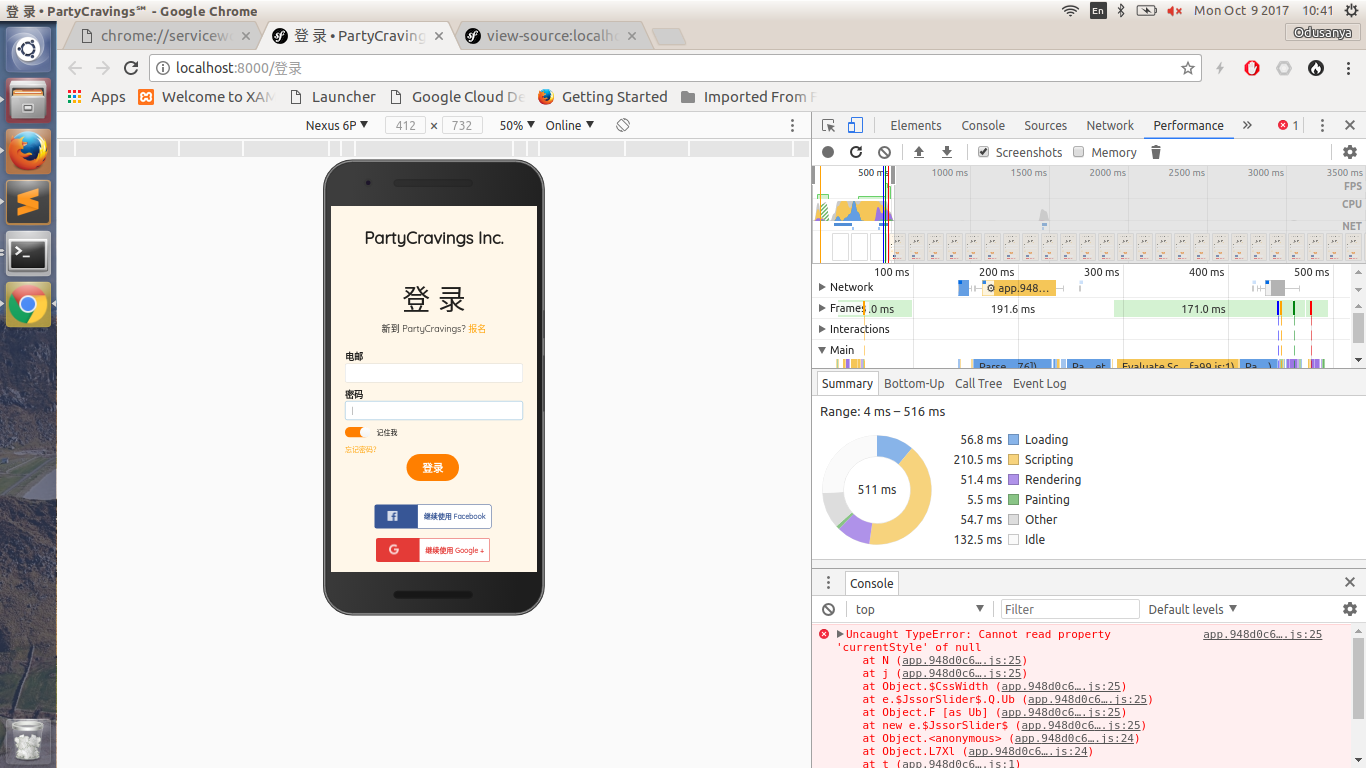 登 录 • PartyCravings℠ - Google Chrome
En
Mon Oct 9 2017
10:41
chrome://servicewo
登 录 • PartyCraving
view-source:localh
Odusanya
localhost:8000/登录
Apps
Welcome to XAM
Launcher
Google Cloud De
Getting Started
Imported From F
Nexus 6P ▼ 412 × 732 50% ▼ Online ▼
Elements Console Sources Network Performance » 1
Screenshots Memory
500 ms 1000 ms 1500 ms 2000 ms 2500 ms 3000 ms 3500 ms
FPS
CPU
NET
100 ms 200 ms 300 ms 400 ms 500 ms
Network app.948…
Frames .0 ms 191.6 ms 171.0 ms
Interactions
Main
Parse …76]) Pa…et Evaluate Sc…fa99.js:1) Pa…)
Summary Bottom-Up Call Tree Event Log
Range: 4 ms – 516 ms
511 ms
56.8 ms Loading
210.5 ms Scripting
51.4 ms Rendering
5.5 ms Painting
54.7 ms Other
132.5 ms Idle
PartyCravings Inc.
登 录
新到 PartyCravings? 报名
电邮
密码
记住我
忘记密码?
登录
继续使用 Facebook
G 继续使用 Google +
Console
top ▼ Filter Default levels ▼
Uncaught TypeError: Cannot read property app.948d0c6….js:25
'currentStyle' of null
at N (app.948d0c6….js:25)
at j (app.948d0c6….js:25)
at Object.$CssWidth (app.948d0c6….js:25)
at e.$JssorSlider$.Q.Ub (app.948d0c6….js:25)
at Object.F [as Ub] (app.948d0c6….js:25)
at new e.$JssorSlider$ (app.948d0c6….js:25)
at Object.<anonymous> (app.948d0c6….js:24)
at Object.L7Xl (app.948d0c6….js:24)
at t (app.948d0c6….js:1)